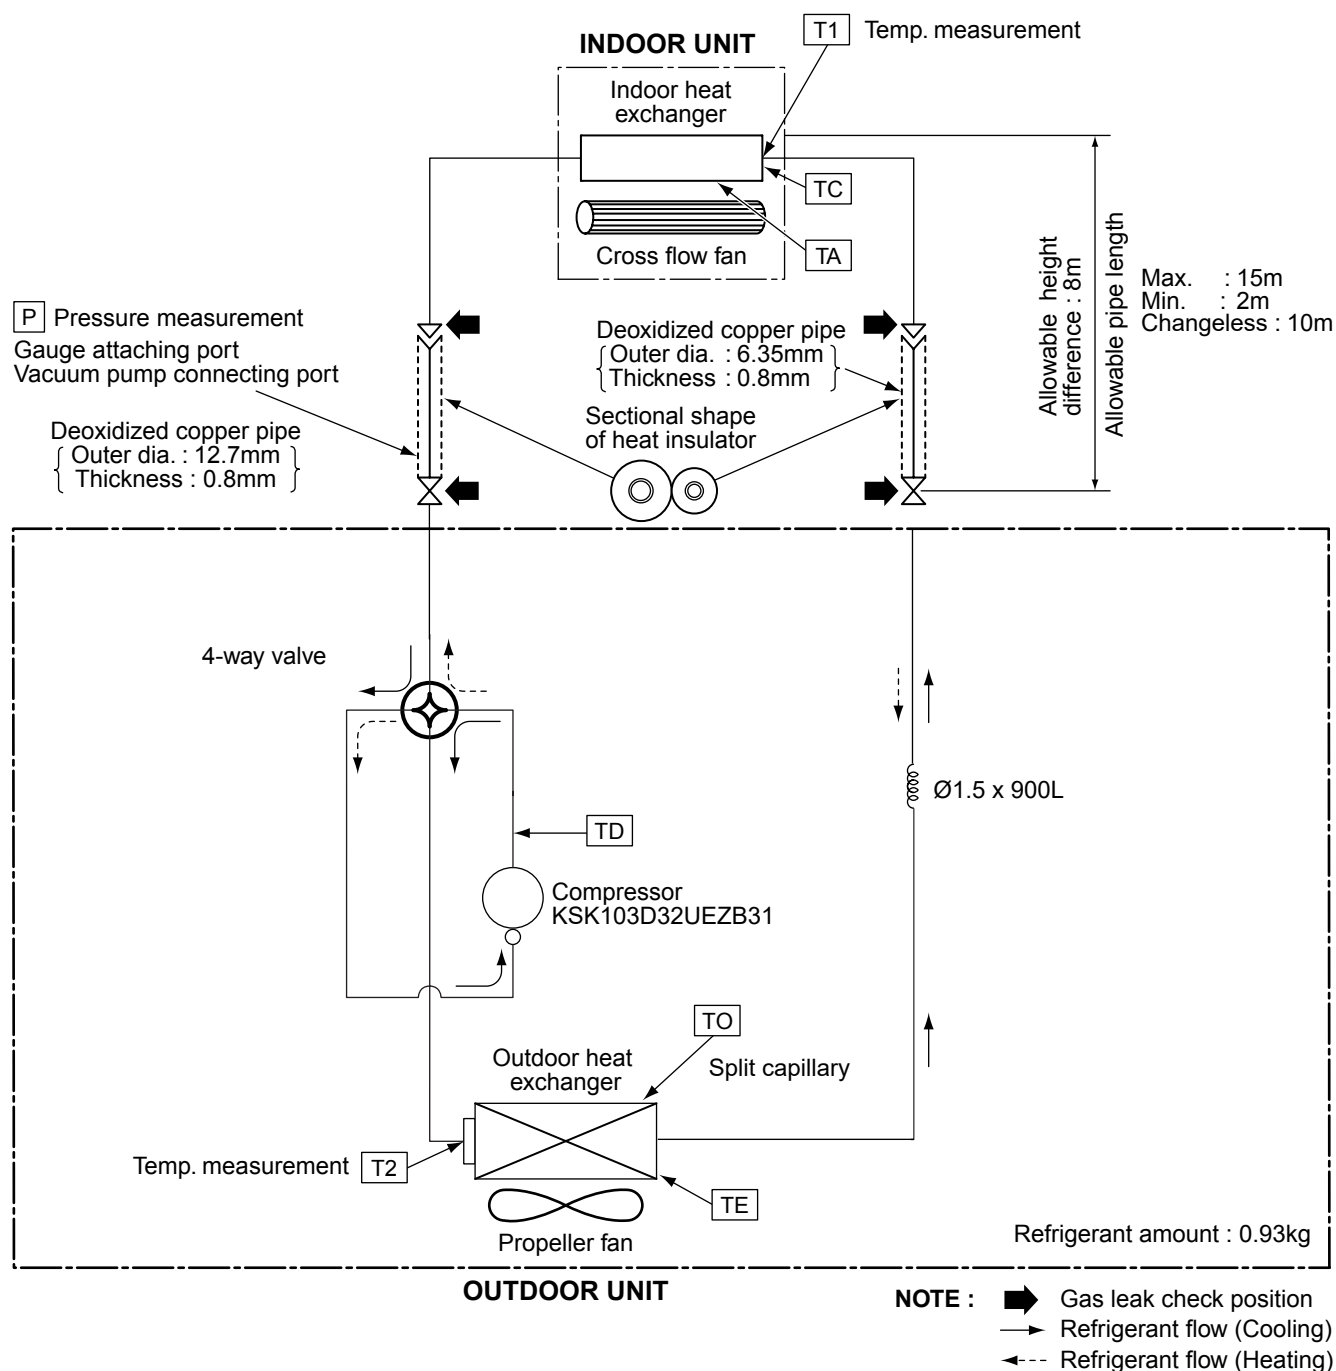 T1 Temp. measurement
INDOOR UNIT
Indoor heat
exchanger
TC
Cross flow fan
TA
Allowable height
difference : 8m
Allowable pipe length
Max. : 15m
Min. : 2m
Changeless : 10m
P Pressure measurement
Gauge attaching port
Vacuum pump connecting port
Deoxidized copper pipe
Outer dia. : 12.7mm
Thickness : 0.8mm
Deoxidized copper pipe
Outer dia. : 6.35mm
Thickness : 0.8mm
Sectional shape
of heat insulator
4-way valve
TD
Compressor
KSK103D32UEZB31
Ø1.5 x 900L
TO
Outdoor heat
exchanger
Split capillary
Temp. measurement T2
TE
Propeller fan
Refrigerant amount : 0.93kg
OUTDOOR UNIT
NOTE : Gas leak check position
Refrigerant flow (Cooling)
Refrigerant flow (Heating)